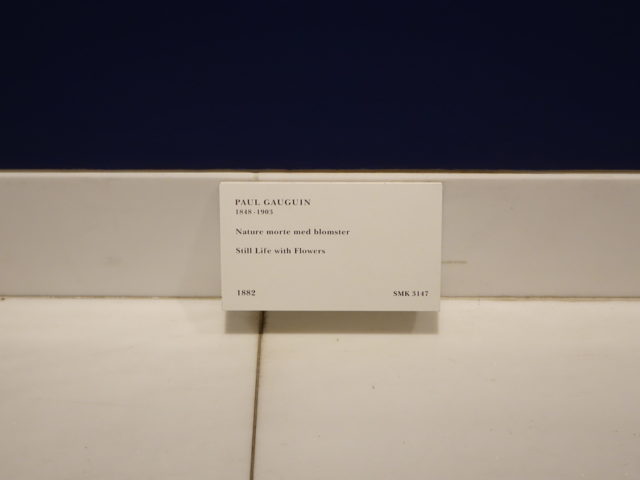 PAUL GAUGUIN
1848-1903
Nature morte med blomster
Still Life with Flowers
1882 SMK 3147